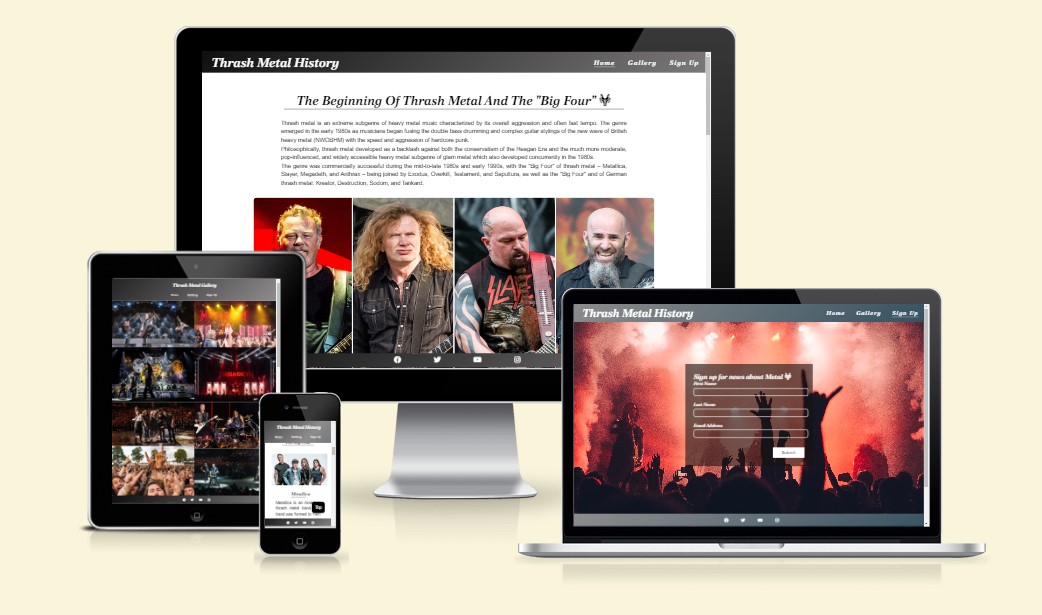 Thrash Metal History
Home Gallery Sign Up
The Beginning Of Thrash Metal And The "Big Four"
Thrash metal is an extreme subgenre of heavy metal music characterized by its overall aggression and often fast tempo. The genre
emerged in the early 1980s as musicians began fusing the double bass drumming and complex guitar stylings of the new wave of British
heavy metal (NWOBHM) with the speed and aggression of hardcore punk.
Philosophically, thrash metal developed as a backlash against both the conservatism of the Reagan Era and the much more moderate,
pop-influenced, and widely accessible heavy metal subgenre of glam metal which also developed concurrently in the 1980s.
The genre was commercially successful during the mid-to-late 1980s and early 1990s, with the "Big Four" of thrash metal – Metallica,
Slayer, Megadeth, and Anthrax – being joined by Exodus, Overkill, Testament, and Sepultura, as well as the "Big Four" and of German
thrash metal: Kreator, Destruction, Sodom, and Tankard.
SLAY
Thrash Metal Gallery
Home Gallery Sign Up
Thrash Metal History
Home Gallery Sign Up
Metallica
Metallica is an American
thrash metal band
band was formed in
Top
Thrash Metal History
Home Gallery Sign Up
Sign up for news about Metal
First Name
Last Name
Email Address
Submit